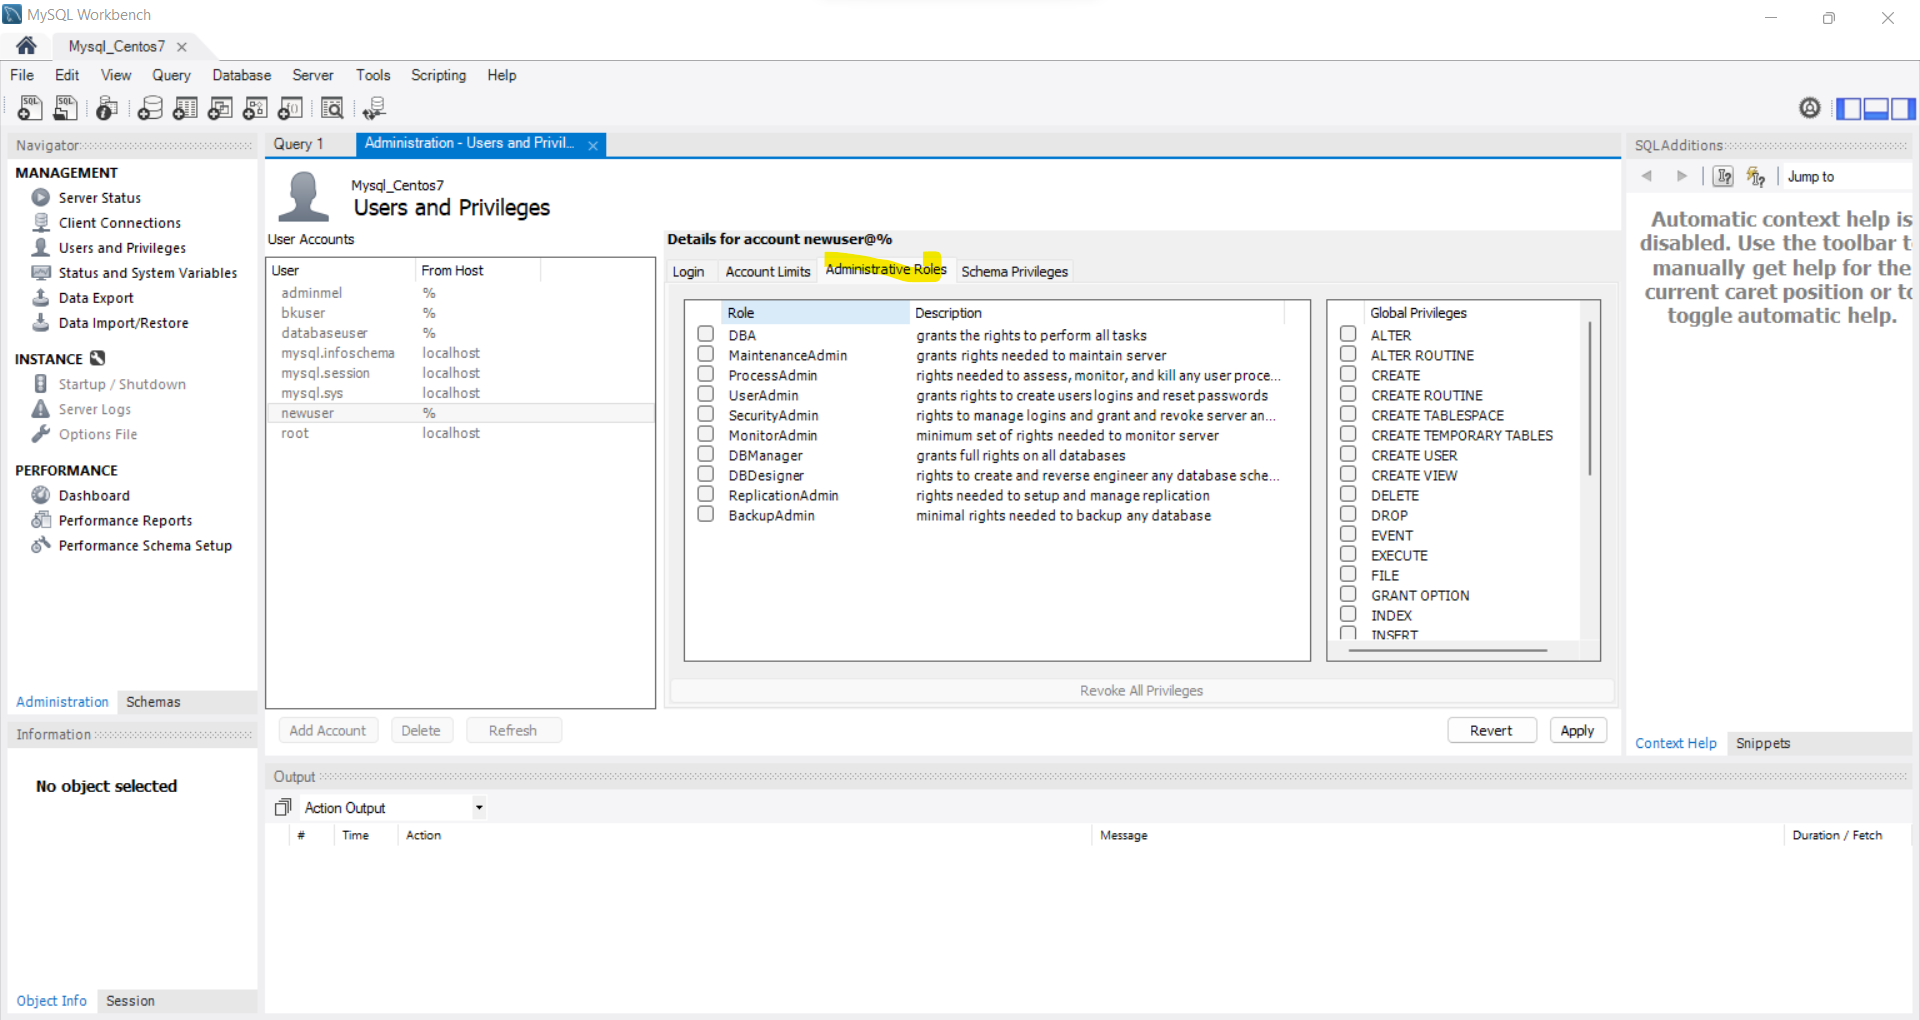 MySQL Workbench
Mysql_Centos7
File Edit View Query Database Server Tools Scripting Help
Navigator
MANAGEMENT
Server Status
Client Connections
Users and Privileges
Status and System Variables
Data Export
Data Import/Restore
INSTANCE
Startup / Shutdown
Server Logs
Options File
PERFORMANCE
Dashboard
Performance Reports
Performance Schema Setup
Administration Schemas
Information
No object selected
Object Info Session
Query 1 Administration - Users and Privil...
Mysql_Centos7
Users and Privileges
User Accounts
User From Host
adminmel %
bkuser %
databaseuser %
mysql.infoschema localhost
mysql.session localhost
mysql.sys localhost
newuser %
root localhost
Add Account Delete Refresh
Details for account newuser@%
Login Account Limits Administrative Roles Schema Privileges
Role Description
DBA grants the rights to perform all tasks
MaintenanceAdmin grants rights needed to maintain server
ProcessAdmin rights needed to assess, monitor, and kill any user proce...
UserAdmin grants rights to create users logins and reset passwords
SecurityAdmin rights to manage logins and grant and revoke server an...
MonitorAdmin minimum set of rights needed to monitor server
DBManager grants full rights on all databases
DBDesigner rights to create and reverse engineer any database sche...
ReplicationAdmin rights needed to setup and manage replication
BackupAdmin minimal rights needed to backup any database
Global Privileges
ALTER
ALTER ROUTINE
CREATE
CREATE ROUTINE
CREATE TABLESPACE
CREATE TEMPORARY TABLES
CREATE USER
CREATE VIEW
DELETE
DROP
EVENT
EXECUTE
FILE
GRANT OPTION
INDEX
INSERT
Revoke All Privileges
Revert Apply
Output
Action Output
# Time Action Message Duration / Fetch
SQLAdditions
Jump to
Automatic context help is
disabled. Use the toolbar t
manually get help for the
current caret position or to
toggle automatic help.
Context Help Snippets